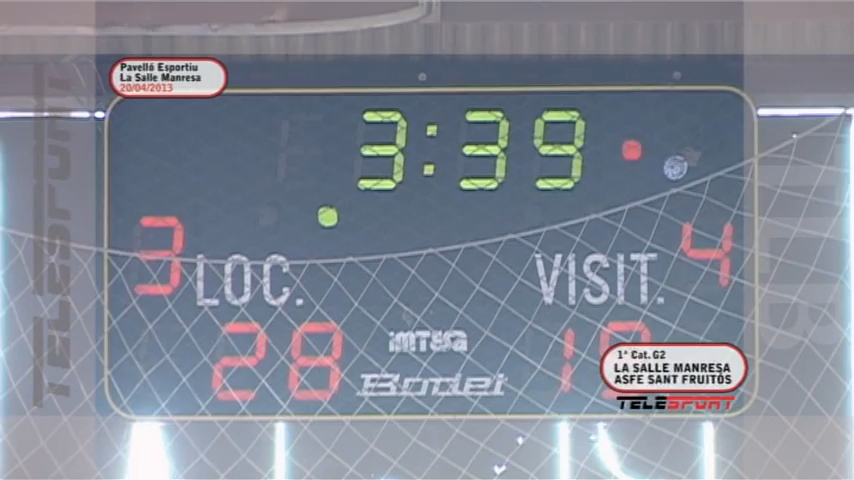 Pavelló Esportiu
La Salle Manresa
20/04/2013
3:39
3 LOC. VISIT. 4
28
imtesa
Bodet
1ª Cat. G2
LA SALLE MANRESA
ASFE SANT FRUITÓS
TELESPORT
TELESPORT